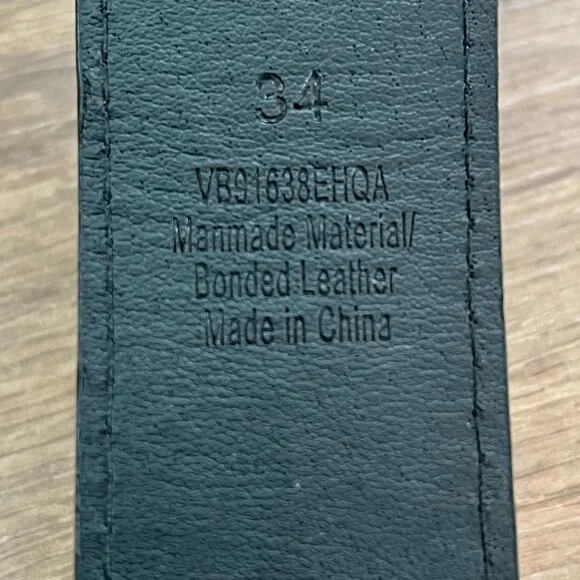 34
VB91638EHQA
Manmade Material/
Bonded Leather
Made in China